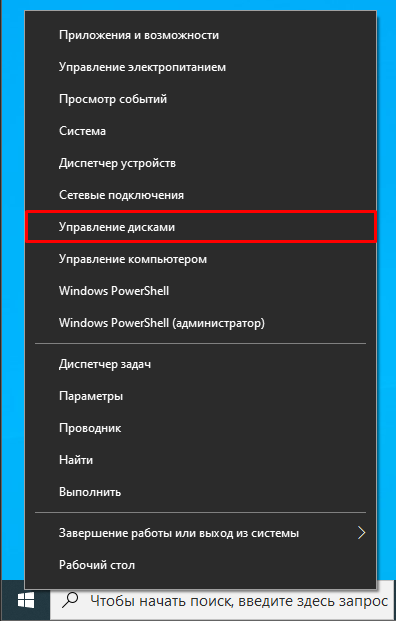 Приложения и возможности
Управление электропитанием
Просмотр событий
Система
Диспетчер устройств
Сетевые подключения
Управление дисками
Управление компьютером
Windows PowerShell
Windows PowerShell (администратор)
Диспетчер задач
Параметры
Проводник
Найти
Выполнить
Завершение работы или выход из системы
Рабочий стол
Чтобы начать поиск, введите здесь запрос